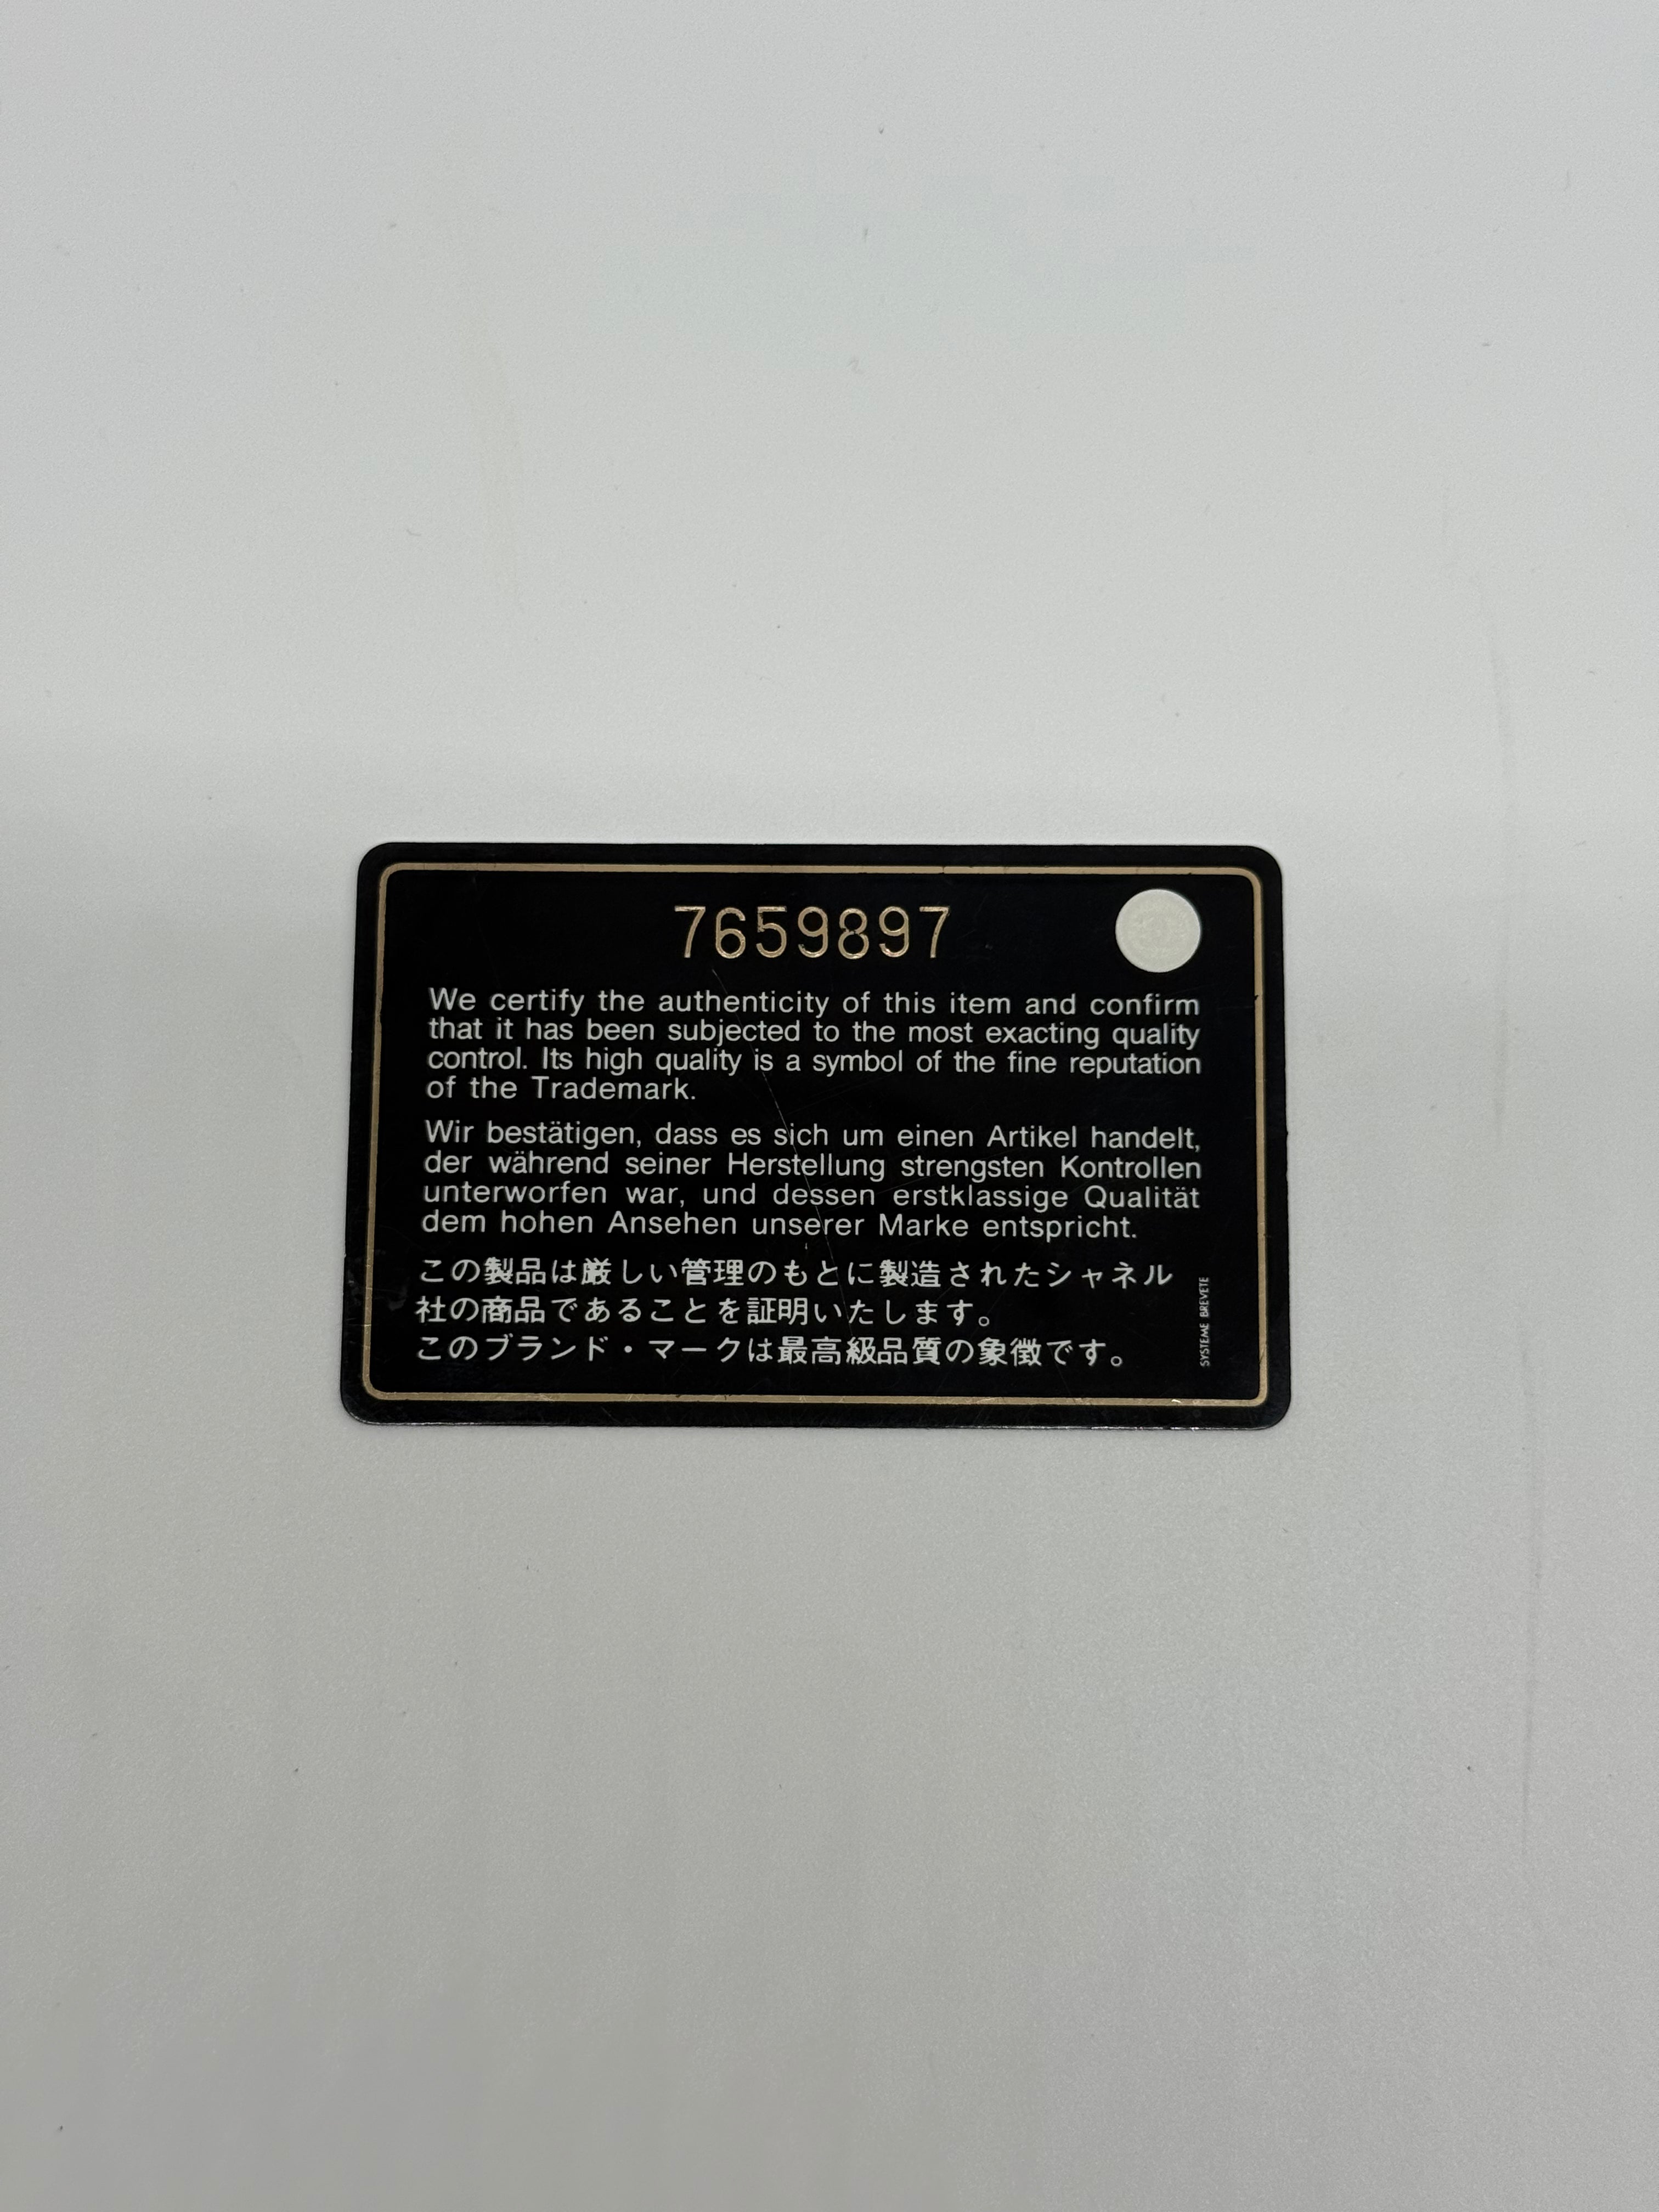 7659897
We certify the authenticity of this item and confirm
that it has been subjected to the most exacting quality
control. Its high quality is a symbol of the fine reputation
of the Trademark.
Wir bestätigen, dass es sich um einen Artikel handelt,
der während seiner Herstellung strengsten Kontrollen
unterworfen war, und dessen erstklassige Qualität
dem hohen Ansehen unserer Marke entspricht.
この製品は厳しい管理のもとに製造されたシャネル
社の商品であることを証明いたします。
このブランド・マークは最高級品質の象徴です。
SYSTEME BREVETE